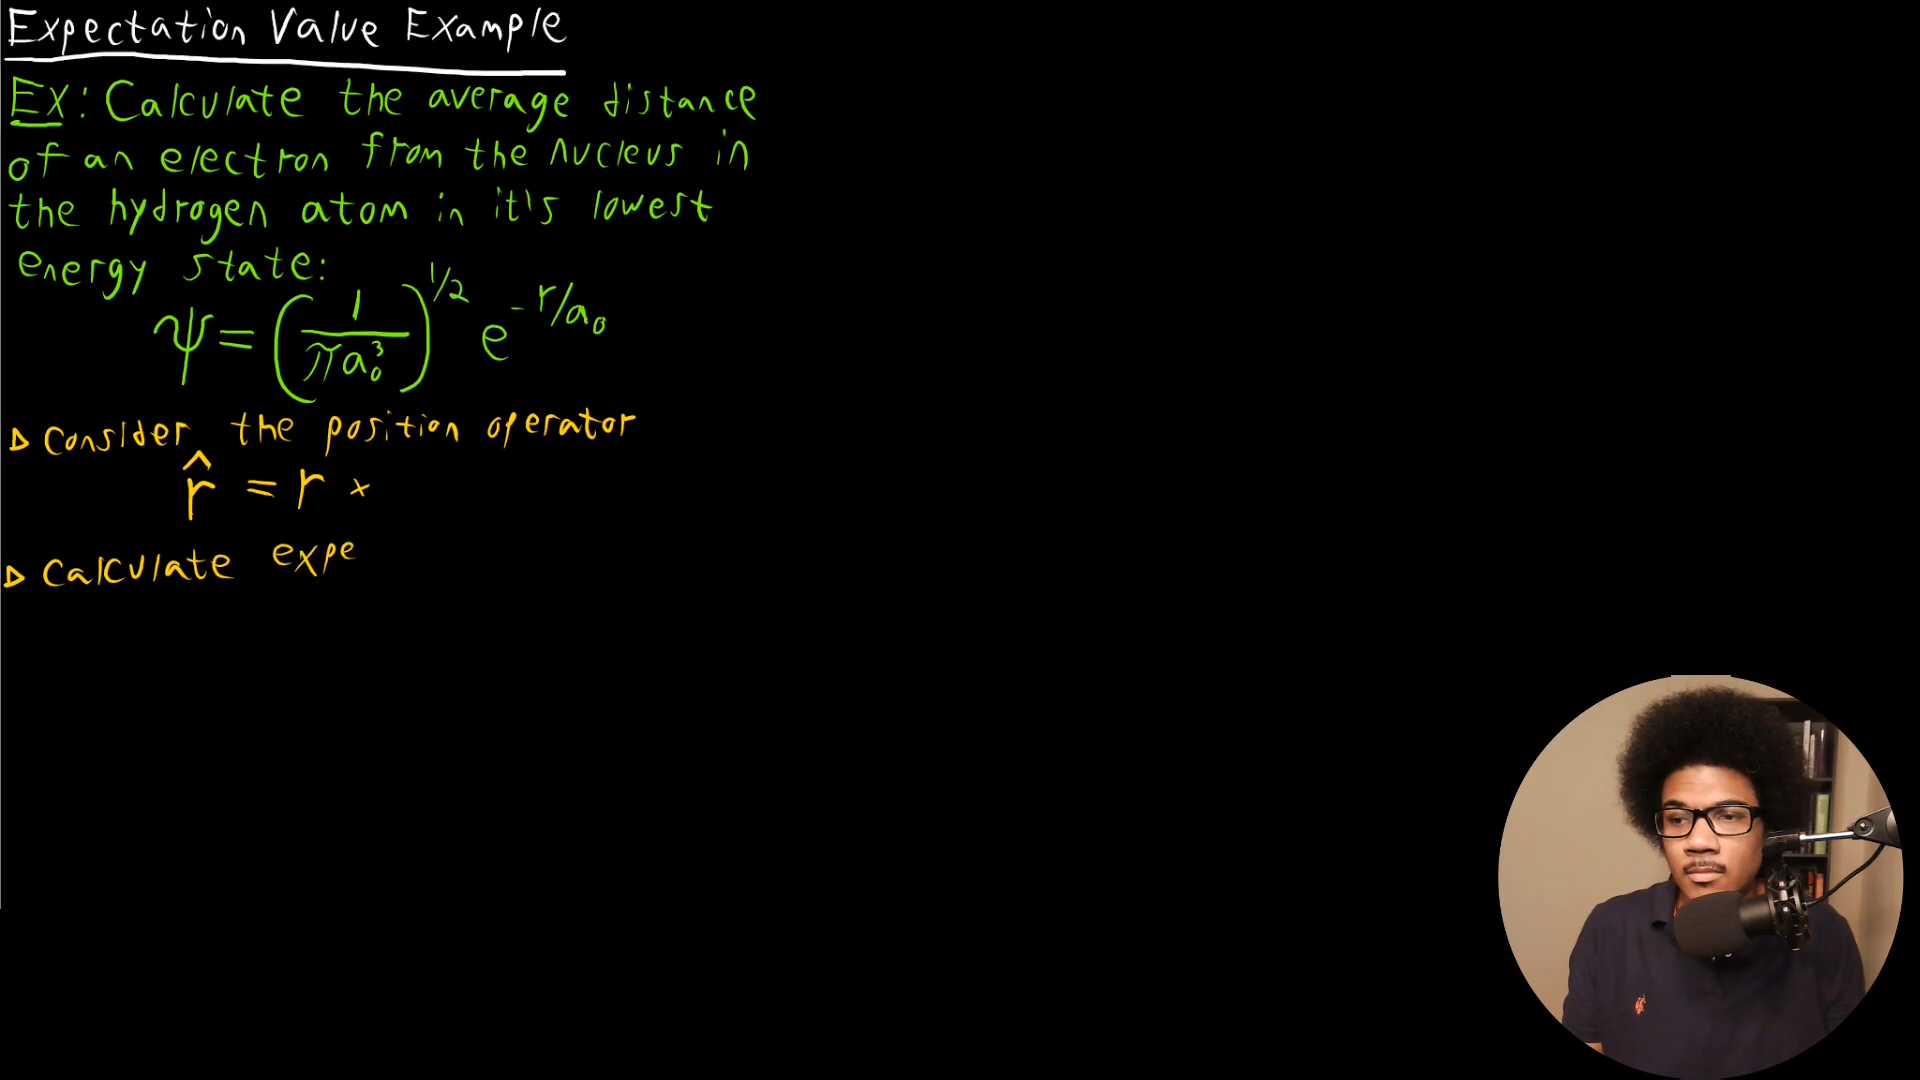 Expectation Value Example
Ex: Calculate the average distance
of an electron from the nucleus in
the hydrogen atom in it's lowest
energy state:
ψ = (1/πa₀³)^1/2 e^-r/a₀
▷ Consider the position operator
r̂ = r ×
▷ Calculate expe